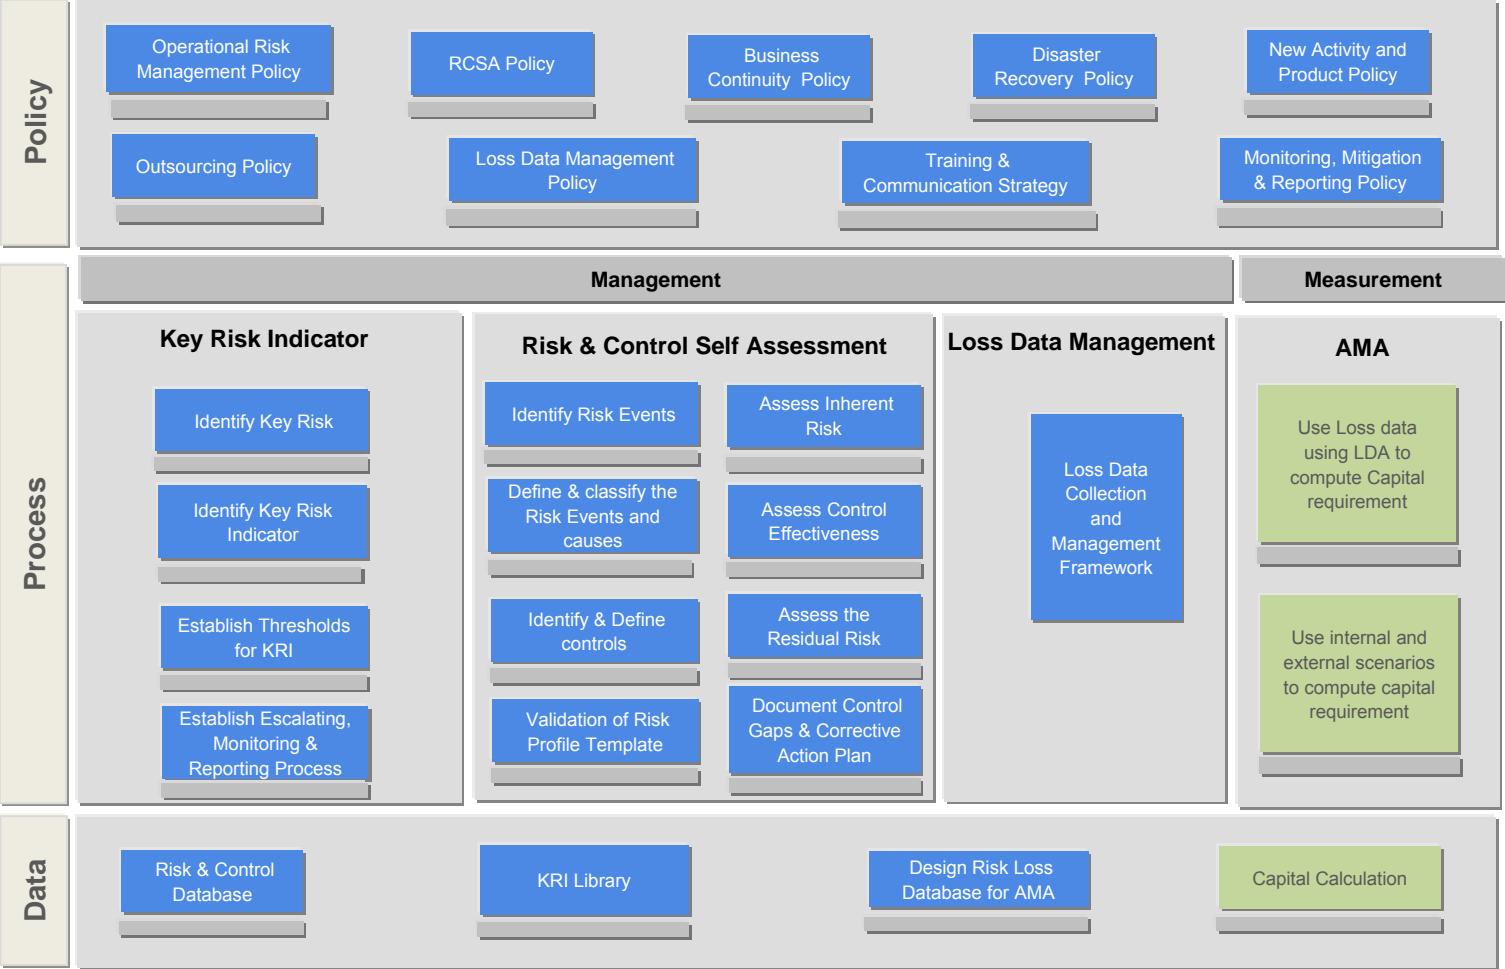 Policy
Operational Risk
Management Policy
RCSA Policy
Business
Continuity Policy
Disaster
Recovery Policy
New Activity and
Product Policy
Outsourcing Policy
Loss Data Management
Policy
Training &
Communication Strategy
Monitoring, Mitigation
& Reporting Policy
Management
Measurement
Process
Key Risk Indicator
Identify Key Risk
Identify Key Risk
Indicator
Establish Thresholds
for KRI
Establish Escalating,
Monitoring &
Reporting Process
Risk & Control Self Assessment
Identify Risk Events
Define & classify the
Risk Events and
causes
Identify & Define
controls
Validation of Risk
Profile Template
Assess Inherent
Risk
Assess Control
Effectiveness
Assess the
Residual Risk
Document Control
Gaps & Corrective
Action Plan
Loss Data Management
Loss Data
Collection
and
Management
Framework
AMA
Use Loss data
using LDA to
compute Capital
requirement
Use internal and
external scenarios
to compute capital
requirement
Data
Risk & Control
Database
KRI Library
Design Risk Loss
Database for AMA
Capital Calculation